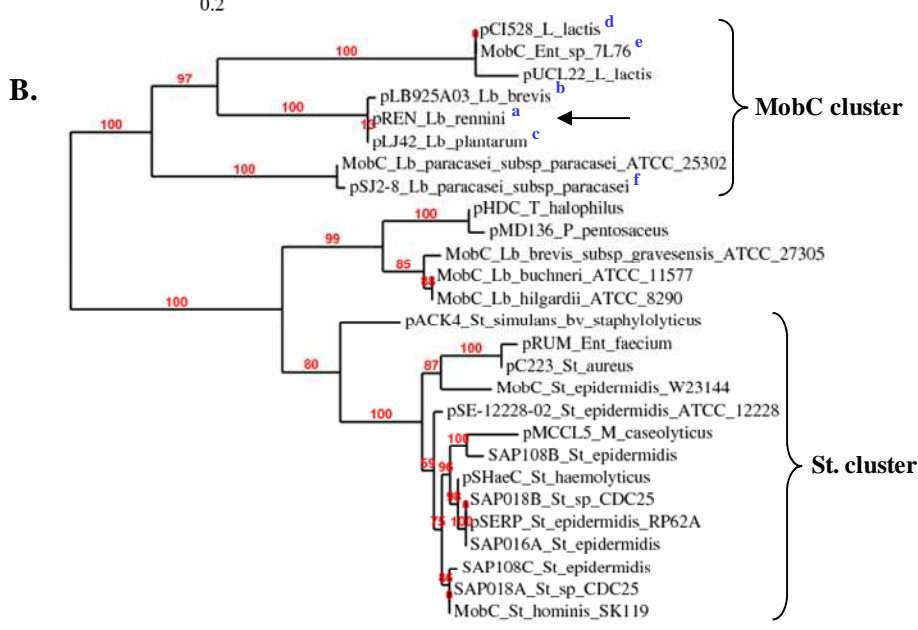 0.2
B.
pCI528_L_lactis d
MobC_Ent_sp_7L76 e
pUCL22_L_lactis
pLB925A03_Lb_brevis b
pREN_Lb_rennini a
pLJ42_Lb_plantarum c
MobC_Lb_paracasei_subsp_paracasei_ATCC_25302
pSJ2-8_Lb_paracasei_subsp_paracasei f
MobC cluster
pHDC_T_halophilus
pMD136_P_pentosaceus
MobC_Lb_brevis_subsp_gravesensis_ATCC_27305
MobC_Lb_buchneri_ATCC_11577
MobC_Lb_hilgardii_ATCC_8290
pACK4_St_simulans_bv_staphylolyticus
pRUM_Ent_faecium
pC223_St_aureus
MobC_St_epidermidis_W23144
pSE-12228-02_St_epidermidis_ATCC_12228
pMCCL5_M_caseolyticus
SAP108B_St_epidermidis
pSHaeC_St_haemolyticus
SAP018B_St_sp_CDC25
pSERP_St_epidermidis_RP62A
SAP016A_St_epidermidis
SAP108C_St_epidermidis
SAP018A_St_sp_CDC25
MobC_St_hominis_SK119
St. cluster
100
97
100
100
100
100
99
85
100
80
100
87
100
59
100
96
75
100